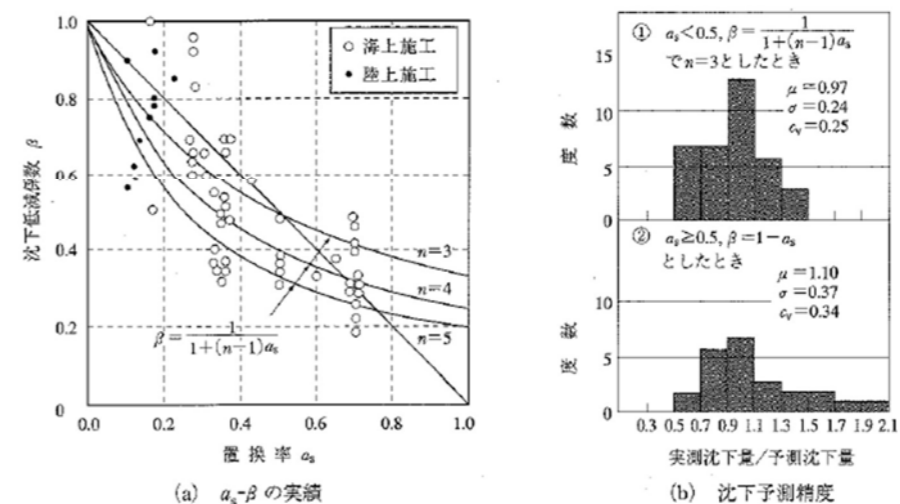 1.0
0.8
0.6
0.4
0.2
0
沈下低減係数 β
○ 海上施工
● 陸上施工
n=3
n=4
n=5
β=1/(1+(n−1)aₛ)
0.0 0.2 0.4 0.6 0.8 1.0
置換率 aₛ
(a) aₛ-βの実績
① aₛ<0.5, β=1/(1+(n−1)aₛ)
でn=3としたとき
μ=0.97
σ=0.24
cᵥ=0.25
15
10
5
0
度数
② aₛ≥0.5, β=1−aₛ
としたとき
μ=1.10
σ=0.37
cᵥ=0.34
10
5
0
度数
0.3 0.5 0.7 0.9 1.1 1.3 1.5 1.7 1.9 2.1
実測沈下量/予測沈下量
(b) 沈下予測精度